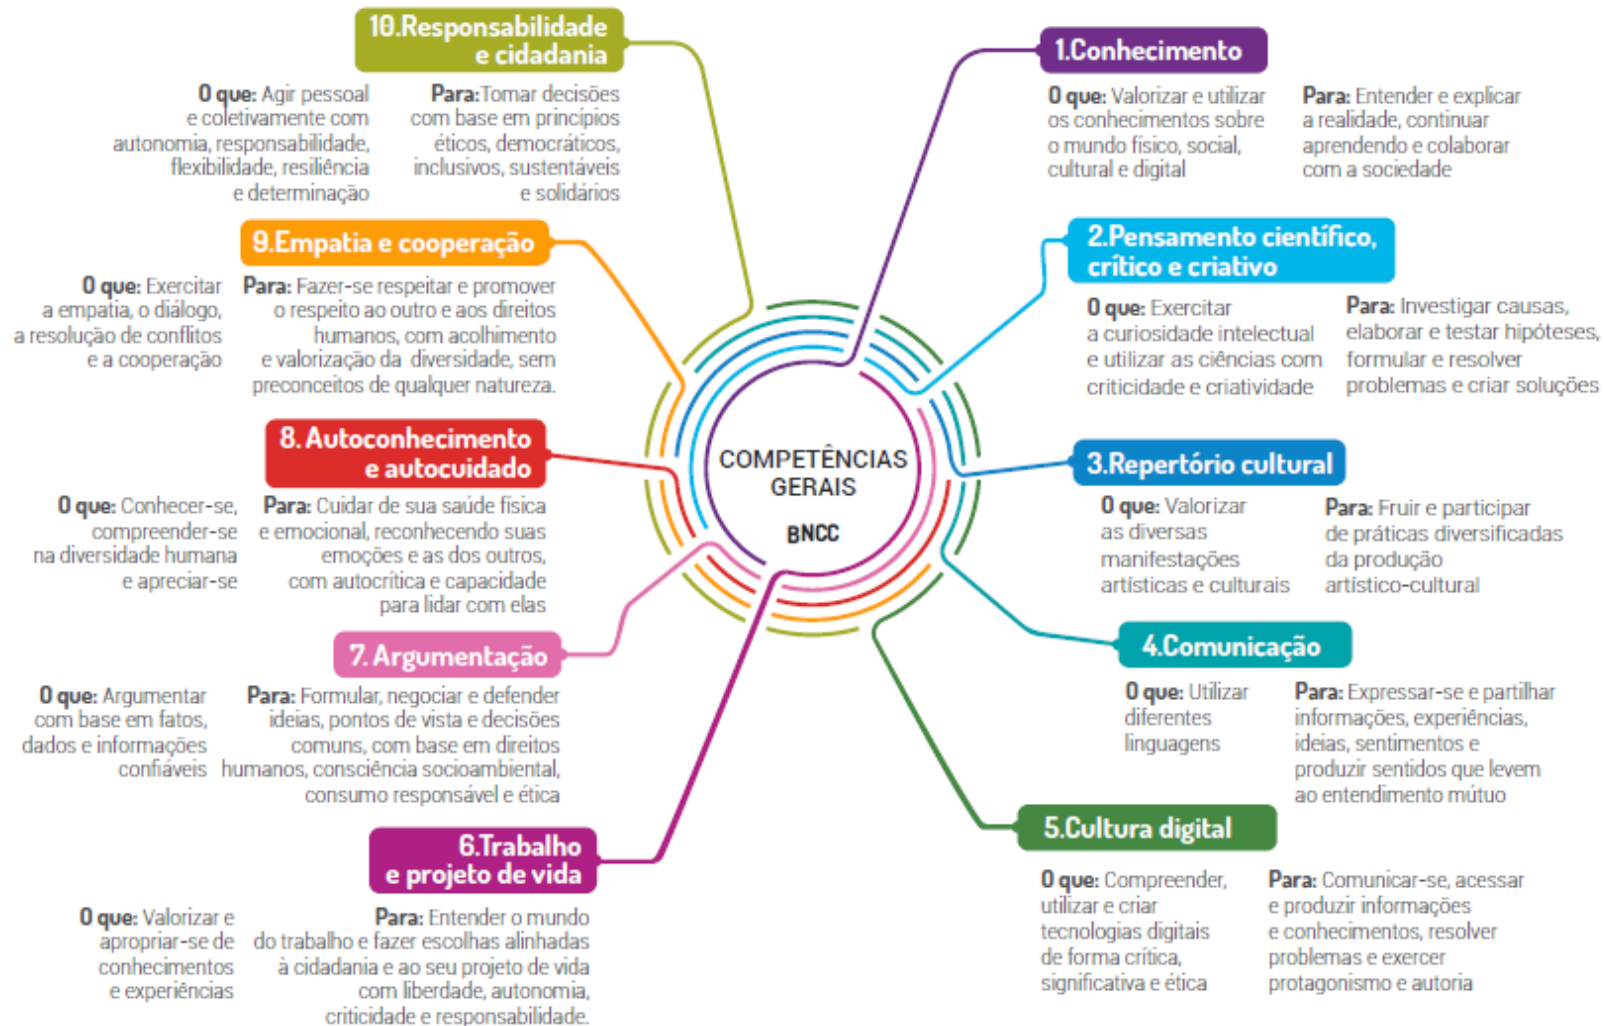 10.Responsabilidade
e cidadania
O que: Agir pessoal
e coletivamente com
autonomia, responsabilidade,
flexibilidade, resiliência
e determinação
Para:Tomar decisões
com base em princípios
éticos, democráticos,
inclusivos, sustentáveis
e solidários
9.Empatia e cooperação
O que: Exercitar
a empatia, o diálogo,
a resolução de conflitos
e a cooperação
Para: Fazer-se respeitar e promover
o respeito ao outro e aos direitos
humanos, com acolhimento
e valorização da diversidade, sem
preconceitos de qualquer natureza.
8. Autoconhecimento
e autocuidado
O que: Conhecer-se,
compreender-se
na diversidade humana
e apreciar-se
Para: Cuidar de sua saúde física
e emocional, reconhecendo suas
emoções e as dos outros,
com autocrítica e capacidade
para lidar com elas
7. Argumentação
O que: Argumentar
com base em fatos,
dados e informações
confiáveis
Para: Formular, negociar e defender
ideias, pontos de vista e decisões
comuns, com base em direitos
humanos, consciência socioambiental,
consumo responsável e ética
6.Trabalho
e projeto de vida
O que: Valorizar e
apropriar-se de
conhecimentos
e experiências
Para: Entender o mundo
do trabalho e fazer escolhas alinhadas
à cidadania e ao seu projeto de vida
com liberdade, autonomia,
criticidade e responsabilidade.
COMPETÊNCIAS
GERAIS
BNCC
1.Conhecimento
O que: Valorizar e utilizar
os conhecimentos sobre
o mundo físico, social,
cultural e digital
Para: Entender e explicar
a realidade, continuar
aprendendo e colaborar
com a sociedade
2.Pensamento científico,
crítico e criativo
O que: Exercitar
a curiosidade intelectual
e utilizar as ciências com
criticidade e criatividade
Para: Investigar causas,
elaborar e testar hipóteses,
formular e resolver
problemas e criar soluções
3.Repertório cultural
O que: Valorizar
as diversas
manifestações
artísticas e culturais
Para: Fruir e participar
de práticas diversificadas
da produção
artístico-cultural
4.Comunicação
O que: Utilizar
diferentes
linguagens
Para: Expressar-se e partilhar
informações, experiências,
ideias, sentimentos e
produzir sentidos que levem
ao entendimento mútuo
5.Cultura digital
O que: Compreender,
utilizar e criar
tecnologias digitais
de forma crítica,
significativa e ética
Para: Comunicar-se, acessar
e produzir informações
e conhecimentos, resolver
problemas e exercer
protagonismo e autoria